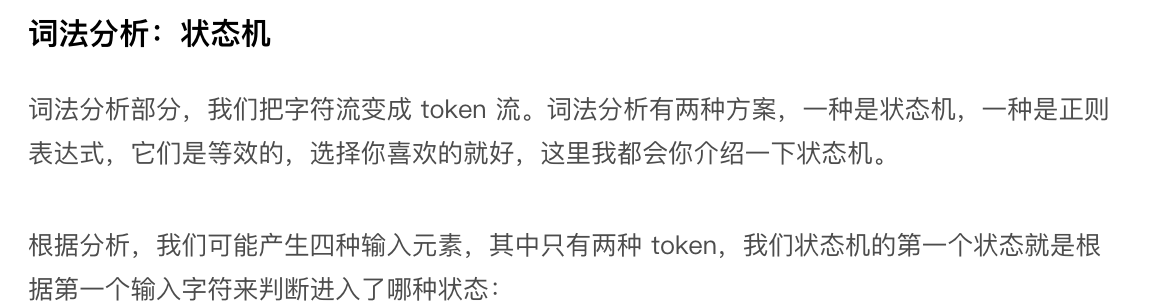 词法分析：状态机
词法分析部分，我们把字符流变成 token 流。词法分析有两种方案，一种是状态机，一种是正则
表达式，它们是等效的，选择你喜欢的就好，这里我都会你介绍一下状态机。
根据分析，我们可能产生四种输入元素，其中只有两种 token，我们状态机的第一个状态就是根
据第一个输入字符来判断进入了哪种状态：